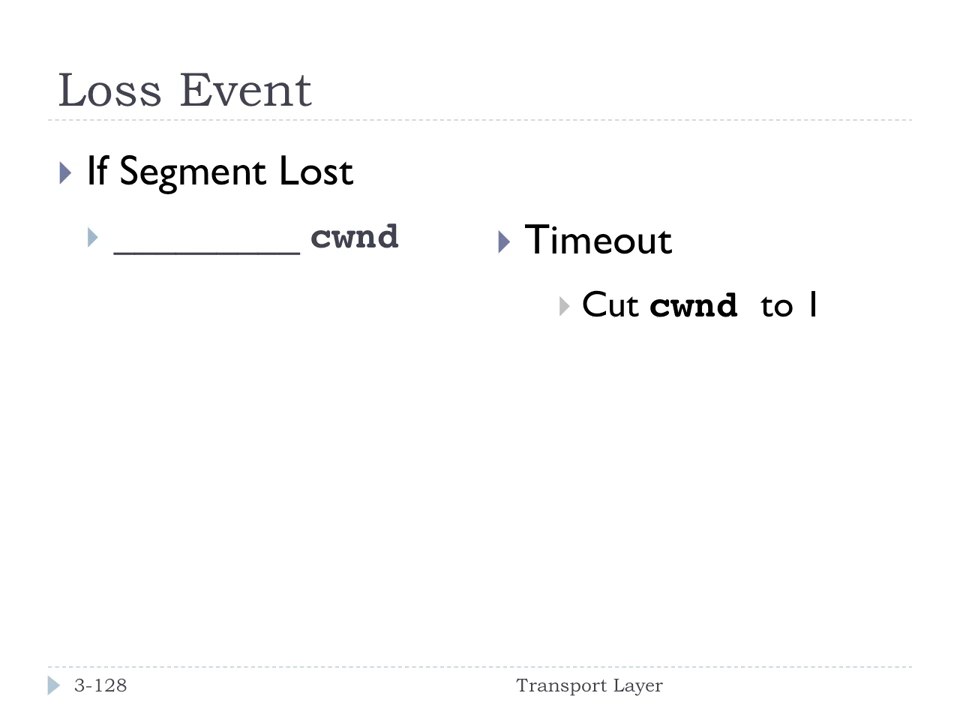 Loss Event
If Segment Lost
_________ cwnd
Timeout
Cut cwnd to 1
3-128
Transport Layer